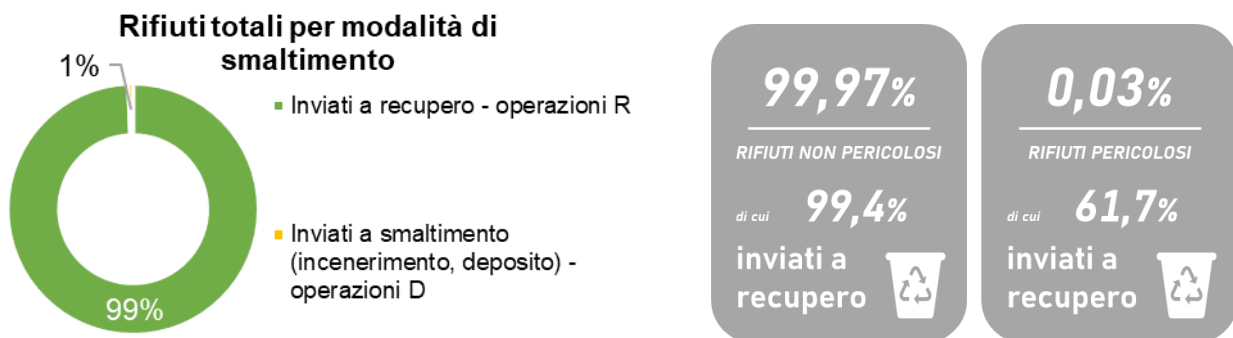 Rifiuti totali per modalità di
smaltimento
1%
99%
Inviati a recupero - operazioni R
Inviati a smaltimento
(incenerimento, deposito) -
operazioni D
99,97%
RIFIUTI NON PERICOLOSI
di cui 99,4%
inviati a
recupero
0,03%
RIFIUTI PERICOLOSI
di cui 61,7%
inviati a
recupero